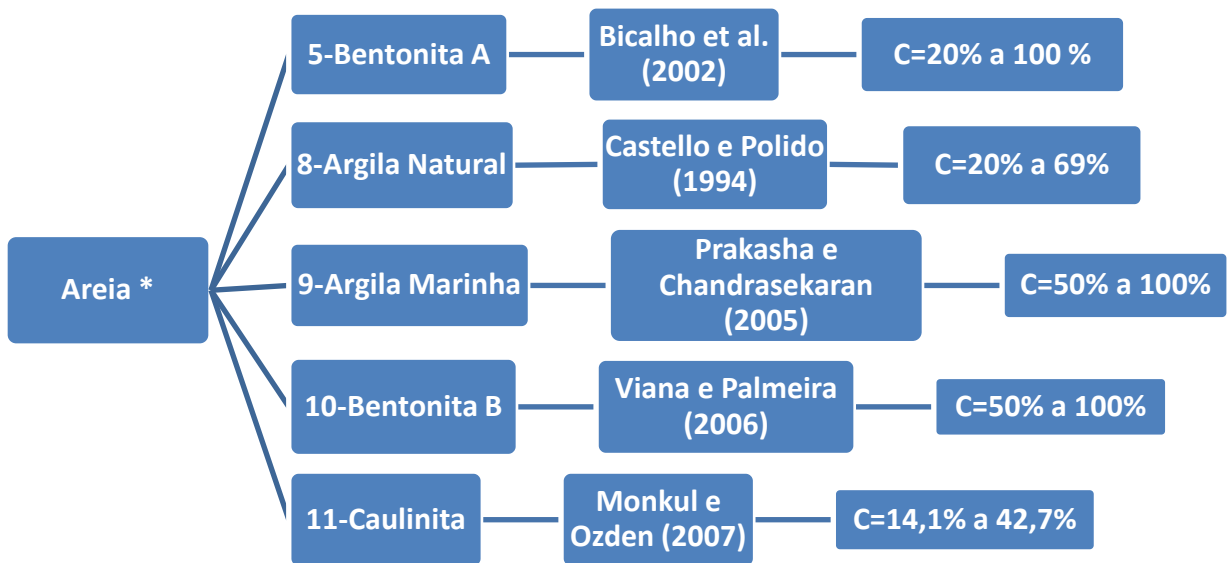 Areia *
5-Bentonita A
Bicalho et al.
(2002)
C=20% a 100 %
8-Argila Natural
Castello e Polido
(1994)
C=20% a 69%
9-Argila Marinha
Prakasha e
Chandrasekaran
(2005)
C=50% a 100%
10-Bentonita B
Viana e Palmeira
(2006)
C=50% a 100%
11-Caulinita
Monkul e
Ozden (2007)
C=14,1% a 42,7%